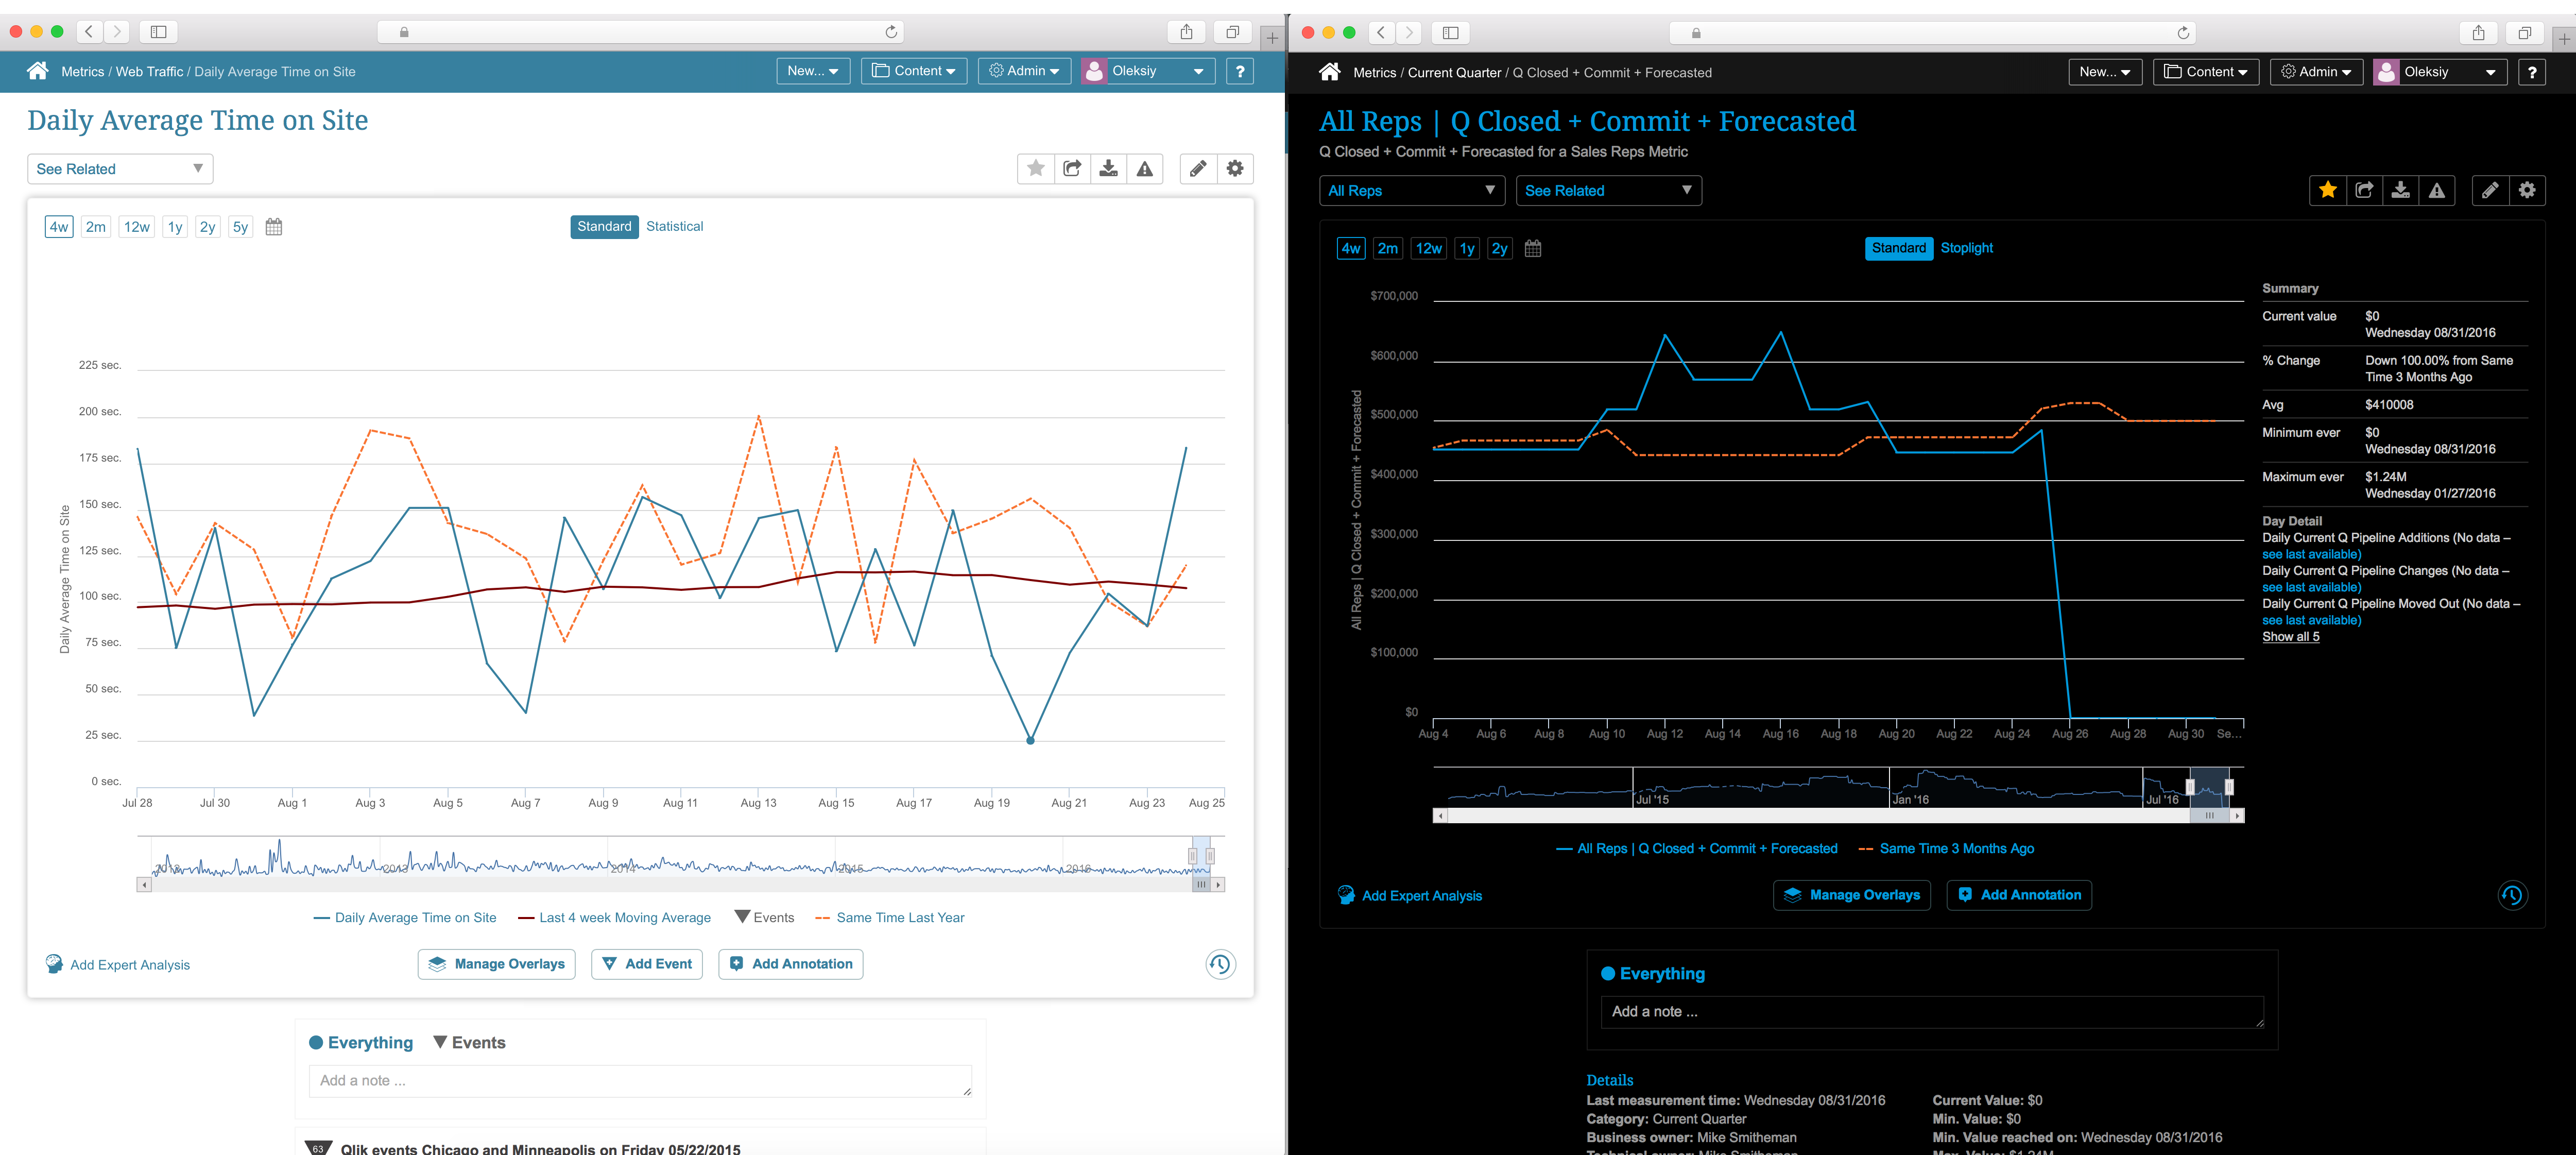 Metrics / Web Traffic / Daily Average Time on Site
New... Content Admin Oleksiy ?
Daily Average Time on Site
See Related
4w 2m 12w 1y 2y 5y
Standard Statistical
225 sec.
200 sec.
175 sec.
150 sec.
125 sec.
100 sec.
75 sec.
50 sec.
25 sec.
0 sec.
Daily Average Time on Site
Jul 28 Jul 30 Aug 1 Aug 3 Aug 5 Aug 7 Aug 9 Aug 11 Aug 13 Aug 15 Aug 17 Aug 19 Aug 21 Aug 23 Aug 25
2013 2014 2015 2016
Daily Average Time on Site Last 4 week Moving Average Events Same Time Last Year
Add Expert Analysis
Manage Overlays Add Event Add Annotation
Everything Events
Add a note ...
63 Qlik events Chicago and Minneapolis on Friday 05/22/2015
Metrics / Current Quarter / Q Closed + Commit + Forecasted
New... Content Admin Oleksiy ?
All Reps | Q Closed + Commit + Forecasted
Q Closed + Commit + Forecasted for a Sales Reps Metric
All Reps See Related
4w 2m 12w 1y 2y
Standard Stoplight
$700,000
$600,000
$500,000
$400,000
$300,000
$200,000
$100,000
$0
All Reps | Q Closed + Commit + Forecasted
Aug 4 Aug 6 Aug 8 Aug 10 Aug 12 Aug 14 Aug 16 Aug 18 Aug 20 Aug 22 Aug 24 Aug 26 Aug 28 Aug 30 Se...
Jul '15 Jan '16 Jul '16
All Reps | Q Closed + Commit + Forecasted Same Time 3 Months Ago
Summary
Current value $0
Wednesday 08/31/2016
% Change Down 100.00% from Same
Time 3 Months Ago
Avg $410008
Minimum ever $0
Wednesday 08/31/2016
Maximum ever $1.24M
Wednesday 01/27/2016
Day Detail
Daily Current Q Pipeline Additions (No data –
see last available)
Daily Current Q Pipeline Changes (No data –
see last available)
Daily Current Q Pipeline Moved Out (No data –
see last available)
Show all 5
Add Expert Analysis
Manage Overlays Add Annotation
Everything
Add a note ...
Details
Last measurement time: Wednesday 08/31/2016
Category: Current Quarter
Business owner: Mike Smitheman
Technical owner: Mike Smitheman
Current Value: $0
Min. Value: $0
Min. Value reached on: Wednesday 08/31/2016
Max. Value: $1.24M